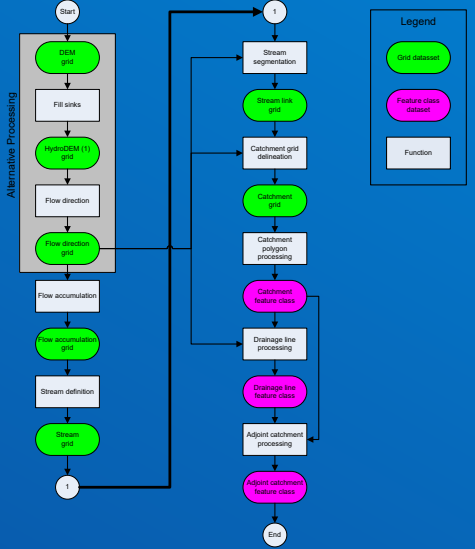 Start
Alternative Processing
DEM
grid
Fill sinks
HydroDEM (1)
grid
Flow direction
Flow direction
grid
Flow accumulation
Flow accumulation
grid
Stream definition
Stream
grid
1
1
Stream
segmentation
Stream link
grid
Catchment grid
delineation
Catchment
grid
Catchment
polygon
processing
Catchment
feature class
Drainage line
processing
Drainage line
feature class
Adjoint catchment
processing
Adjoint catchment
feature class
End
Legend
Grid datasset
Feature class
dataset
Function